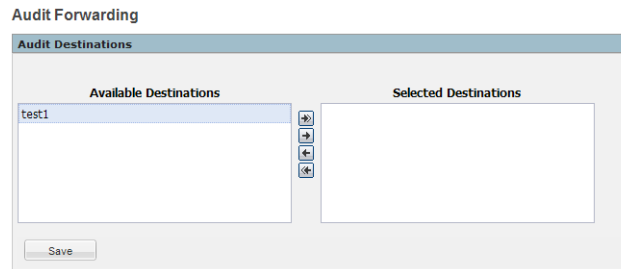 Audit Forwarding
Audit Destinations
Available Destinations
Selected Destinations
test1
Save